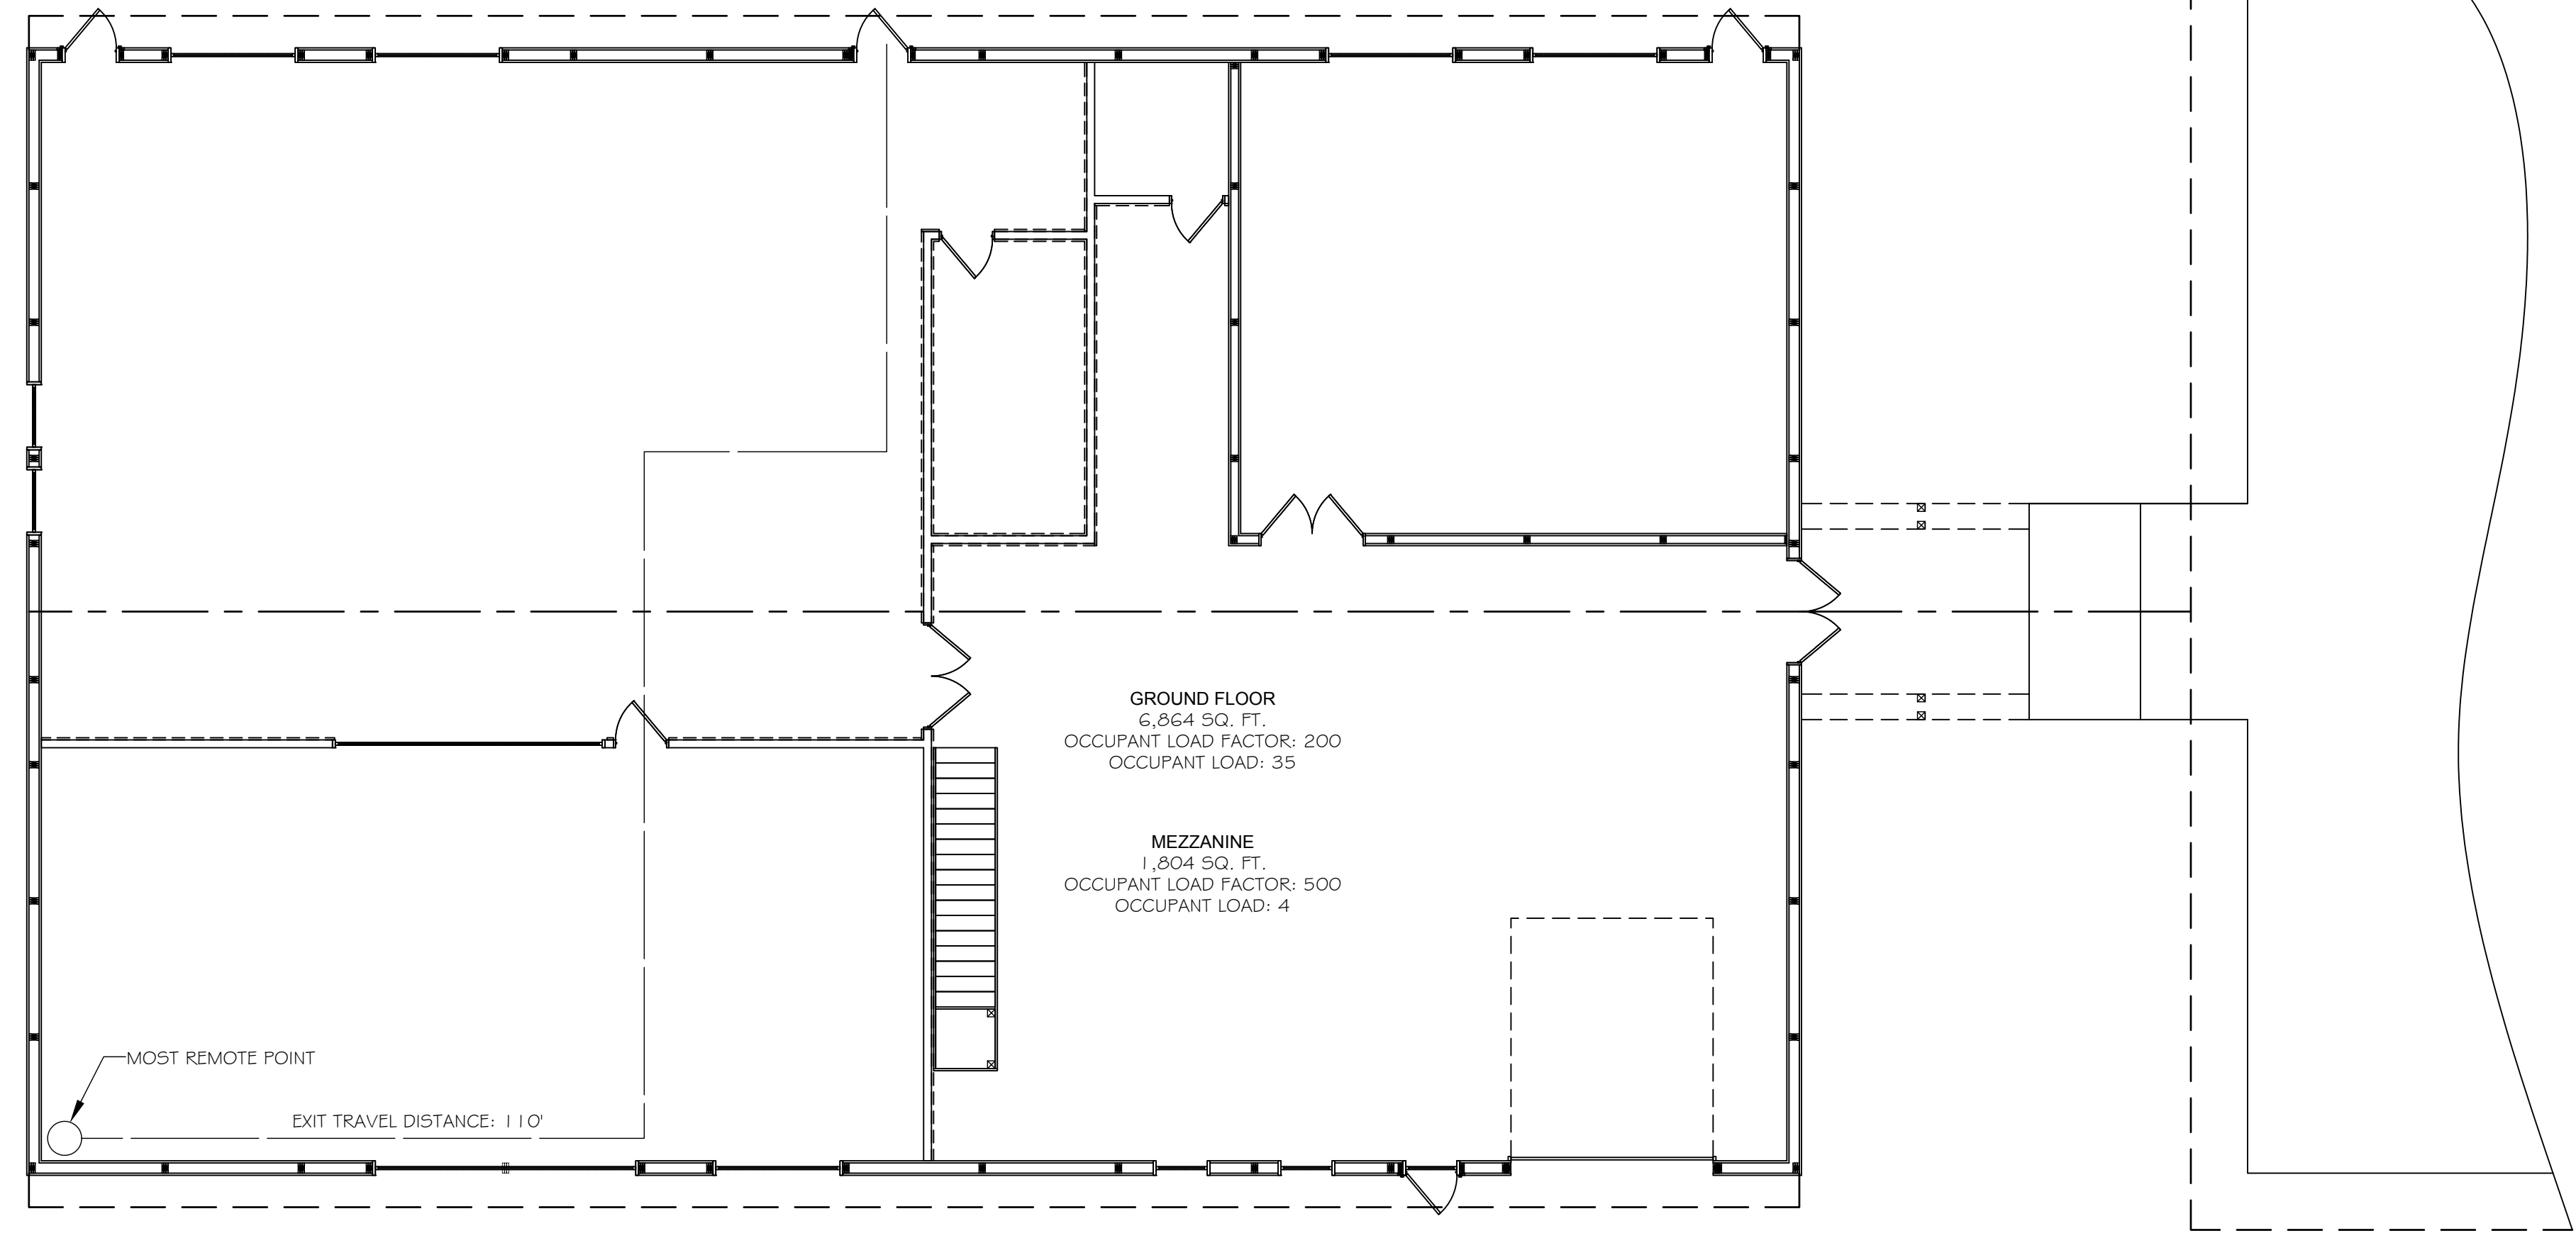 GROUND FLOOR
6,864 SQ. FT.
OCCUPANT LOAD FACTOR: 200
OCCUPANT LOAD: 35
MEZZANINE
1,804 SQ. FT.
OCCUPANT LOAD FACTOR: 500
OCCUPANT LOAD: 4
MOST REMOTE POINT
EXIT TRAVEL DISTANCE: 110'